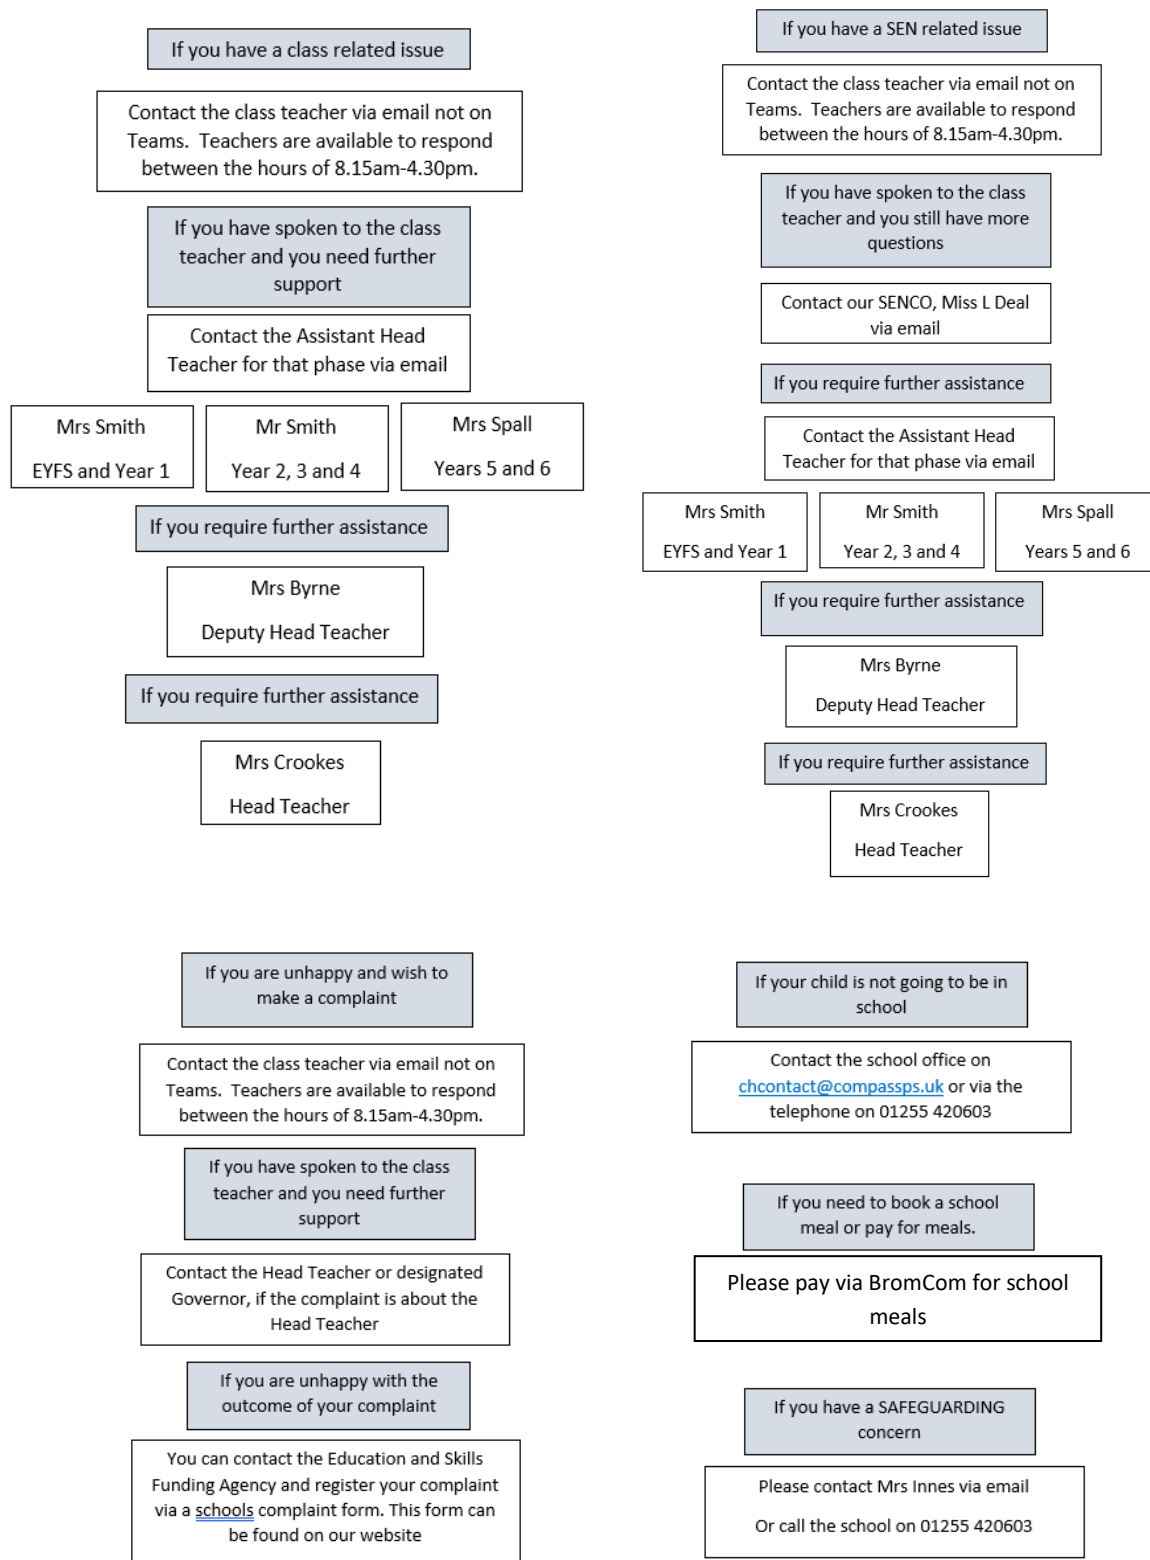 If you have a class related issue
Contact the class teacher via email not on
Teams.  Teachers are available to respond
between the hours of 8.15am-4.30pm.
If you have spoken to the class
teacher and you need further
support
Contact the Assistant Head
Teacher for that phase via email
Mrs Smith
EYFS and Year 1
Mr Smith
Year 2, 3 and 4
Mrs Spall
Years 5 and 6
If you require further assistance
Mrs Byrne
Deputy Head Teacher
If you require further assistance
Mrs Crookes
Head Teacher
If you have a SEN related issue
Contact the class teacher via email not on
Teams.  Teachers are available to respond
between the hours of 8.15am-4.30pm.
If you have spoken to the class
teacher and you still have more
questions
Contact our SENCO, Miss L Deal
via email
If you require further assistance
Contact the Assistant Head
Teacher for that phase via email
Mrs Smith
EYFS and Year 1
Mr Smith
Year 2, 3 and 4
Mrs Spall
Years 5 and 6
If you require further assistance
Mrs Byrne
Deputy Head Teacher
If you require further assistance
Mrs Crookes
Head Teacher
If you are unhappy and wish to
make a complaint
Contact the class teacher via email not on
Teams.  Teachers are available to respond
between the hours of 8.15am-4.30pm.
If you have spoken to the class
teacher and you need further
support
Contact the Head Teacher or designated
Governor, if the complaint is about the
Head Teacher
If you are unhappy with the
outcome of your complaint
You can contact the Education and Skills
Funding Agency and register your complaint
via a schools complaint form. This form can
be found on our website
If your child is not going to be in
school
Contact the school office on
chcontact@compassps.uk or via the
telephone on 01255 420603
If you need to book a school
meal or pay for meals.
Please pay via BromCom for school
meals
If you have a SAFEGUARDING
concern
Please contact Mrs Innes via email
Or call the school on 01255 420603